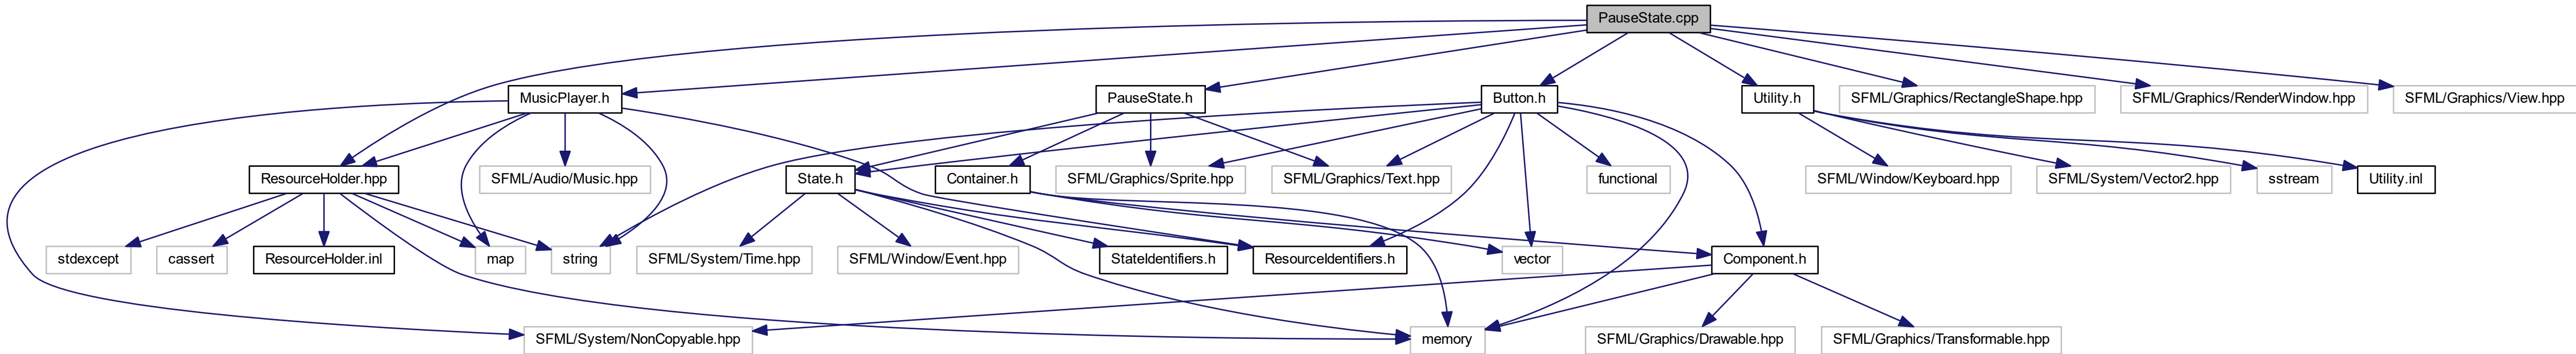 PauseState.cpp
MusicPlayer.h
PauseState.h
Button.h
Utility.h
SFML/Graphics/RectangleShape.hpp
SFML/Graphics/RenderWindow.hpp
SFML/Graphics/View.hpp
ResourceHolder.hpp
SFML/Audio/Music.hpp
State.h
Container.h
SFML/Graphics/Sprite.hpp
SFML/Graphics/Text.hpp
functional
SFML/Window/Keyboard.hpp
SFML/System/Vector2.hpp
sstream
Utility.inl
stdexcept
cassert
ResourceHolder.inl
map
string
SFML/System/Time.hpp
SFML/Window/Event.hpp
StateIdentifiers.h
ResourceIdentifiers.h
vector
Component.h
SFML/System/NonCopyable.hpp
memory
SFML/Graphics/Drawable.hpp
SFML/Graphics/Transformable.hpp